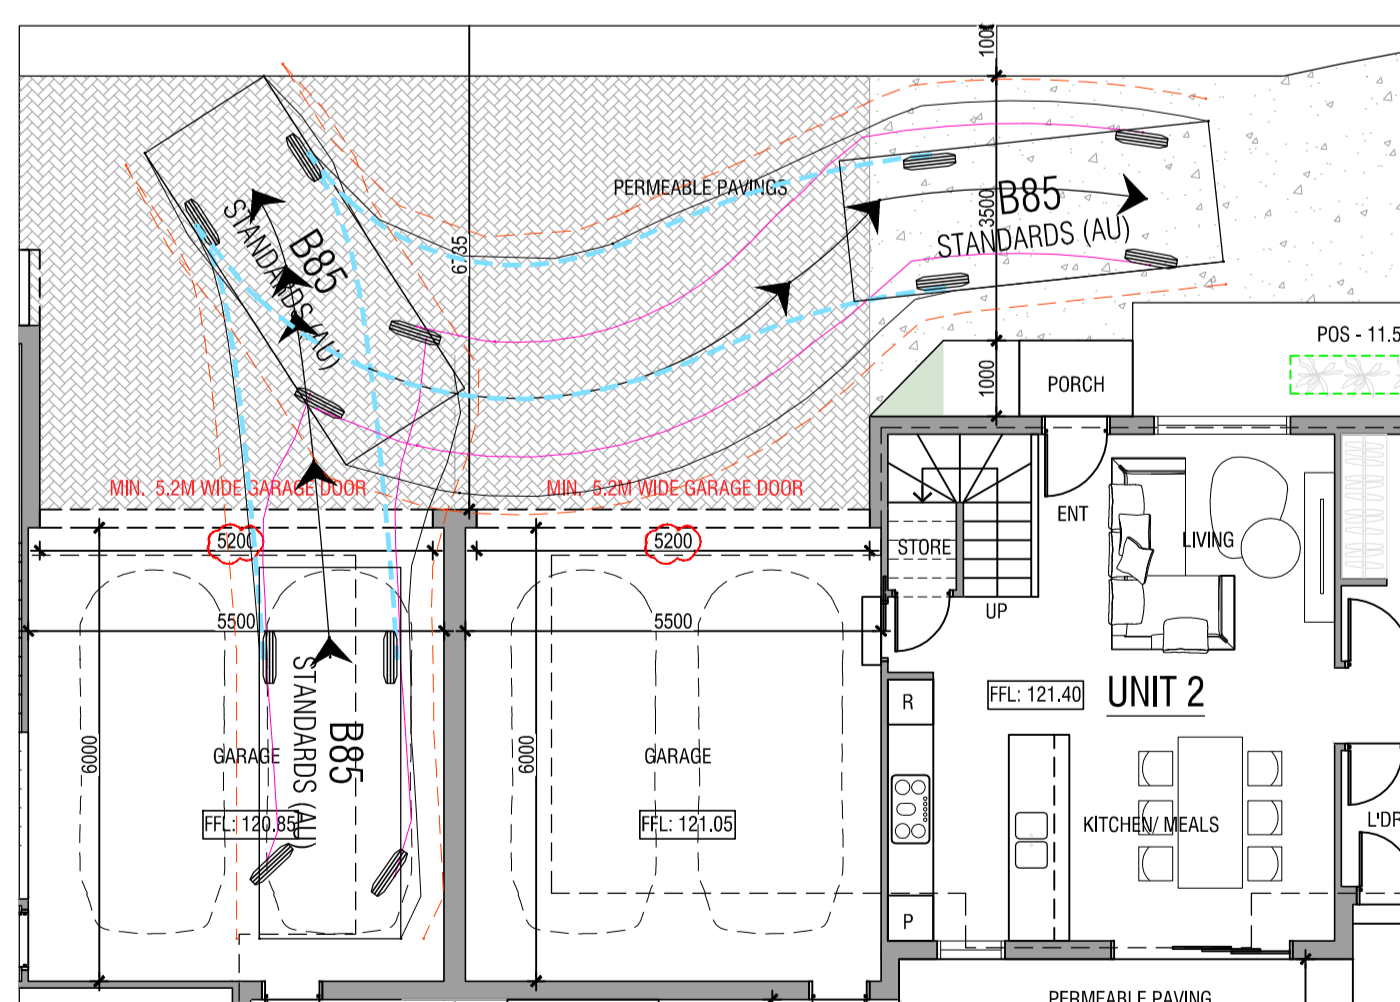 1000
PERMEABLE PAVINGS
B85
STANDARDS (AU)
3500
B85
STANDARDS (AU)
6735
POS - 11.5
1000
PORCH
MIN. 5.2M WIDE GARAGE DOOR
MIN. 5.2M WIDE GARAGE DOOR
ENT
5200
5200
STORE
LIVING
UP
5500
5500
FFL: 121.40
UNIT 2
R
B85
STANDARDS (AU)
6000
GARAGE
6000
GARAGE
FFL: 120.85
FFL: 121.05
KITCHEN/ MEALS
L'DR
P
PERMEABLE PAVING